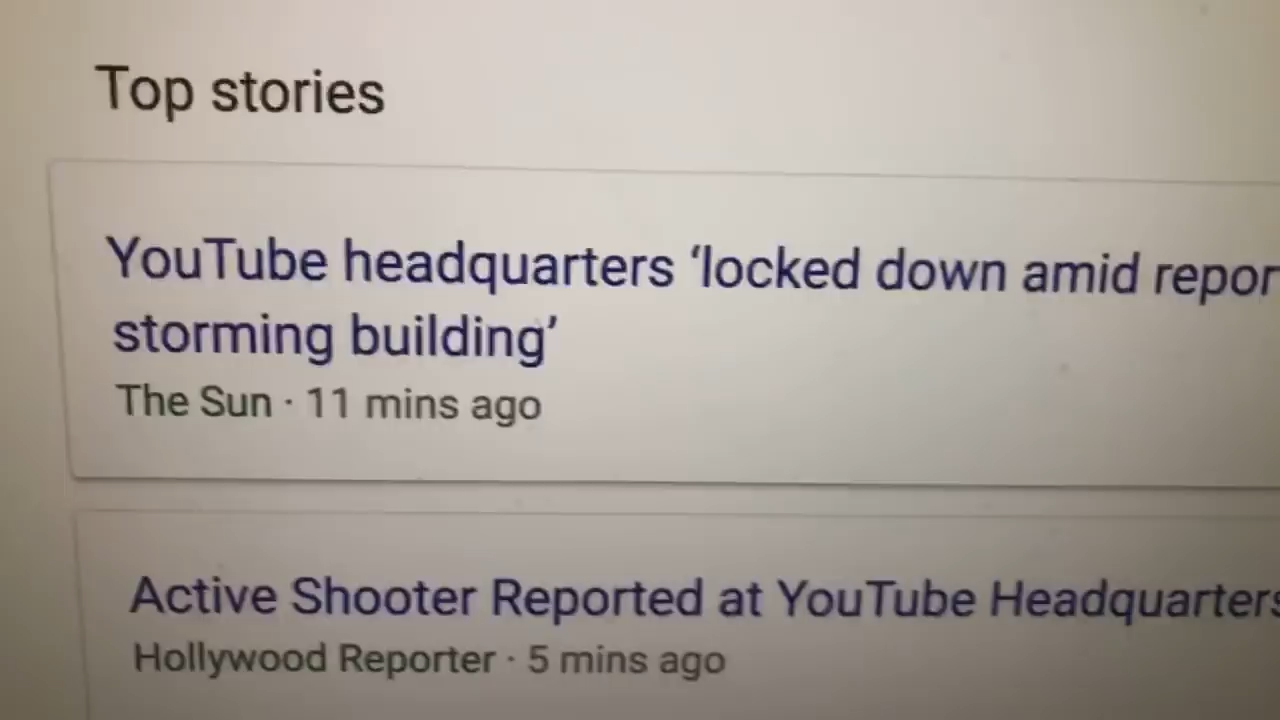 Top stories
YouTube headquarters ‘locked down amid
storming building’
The Sun · 11 mins ago
Active Shooter Reported at YouTube Headquarters
Hollywood Reporter · 5 mins ago